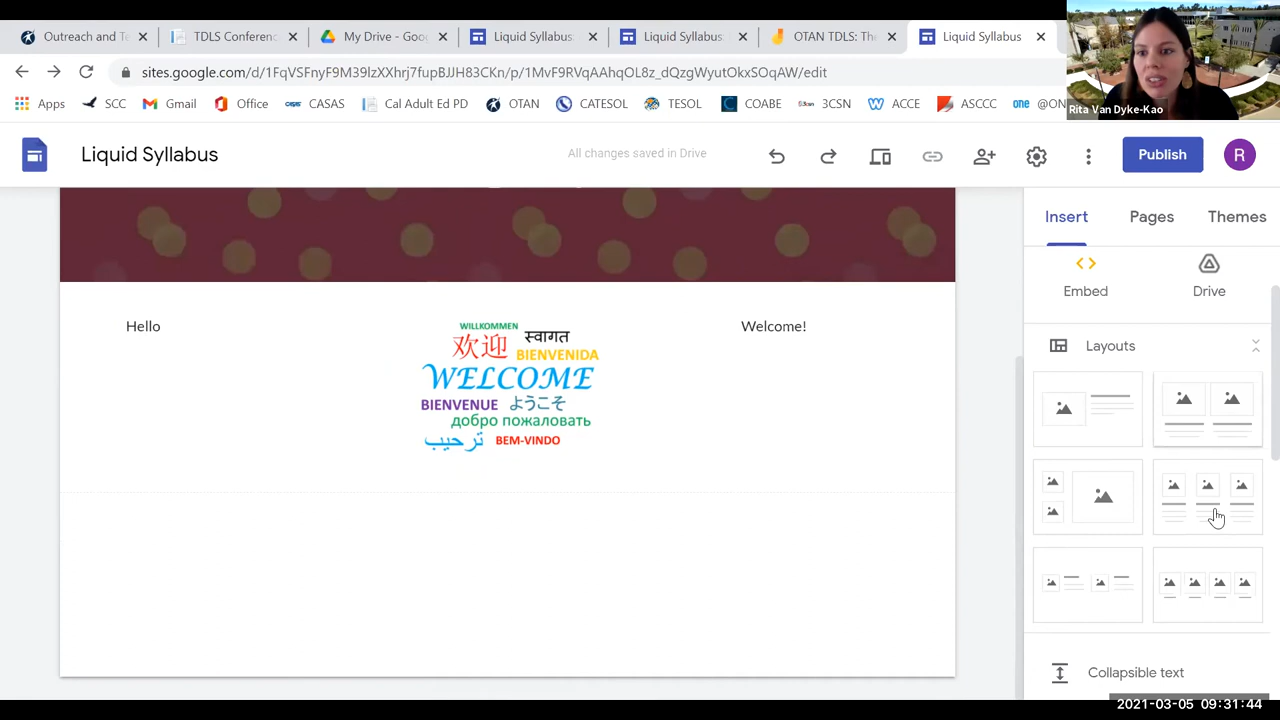 Outreach and Te
TDLS Conferenc
My Drive - Goo
Liquid Syllabus
Liquid Syllabus
OTAN TDLS: The
Liquid Syllabus
sites.google.com/d/1FqVSFnyF9M39IzXXhrj7fupBJJH83CKn/p/1MvF9RVqAAhqOL8z_dQzgWyutOkxSOqAW/edit
Apps
SCC
Gmail
Office
CASAS
Cal Adult Ed PD
OTAN
CATESOL
TESOL
COABE
3CSN
ACCE
ASCCC
@ON
Rita Van Dyke-Kao
Liquid Syllabus
All changes saved in Drive
Publish
R
Insert
Pages
Themes
Embed
Drive
Layouts
Hello
WILLKOMMEN
स्वागत
欢迎
BIENVENIDA
WELCOME
BIENVENUE
ようこそ
добро пожаловать
ترحيب
BEM-VINDO
Welcome!
Collapsible text
2021-03-05 09:31:44